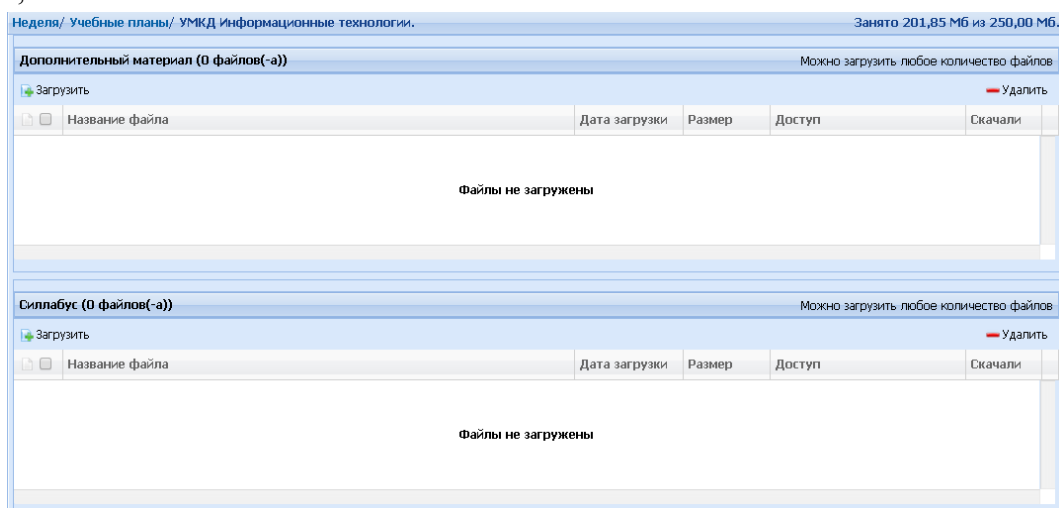 Неделя/ Учебные планы/ УМКД Информационные технологии. Занято 201,85 Мб из 250,00 Мб.
Дополнительный материал (0 файлов(-а)) Можно загрузить любое количество файлов
Загрузить Удалить
Название файла Дата загрузки Размер Доступ Скачали
Файлы не загружены
Силлабус (0 файлов(-а)) Можно загрузить любое количество файлов
Загрузить Удалить
Название файла Дата загрузки Размер Доступ Скачали
Файлы не загружены